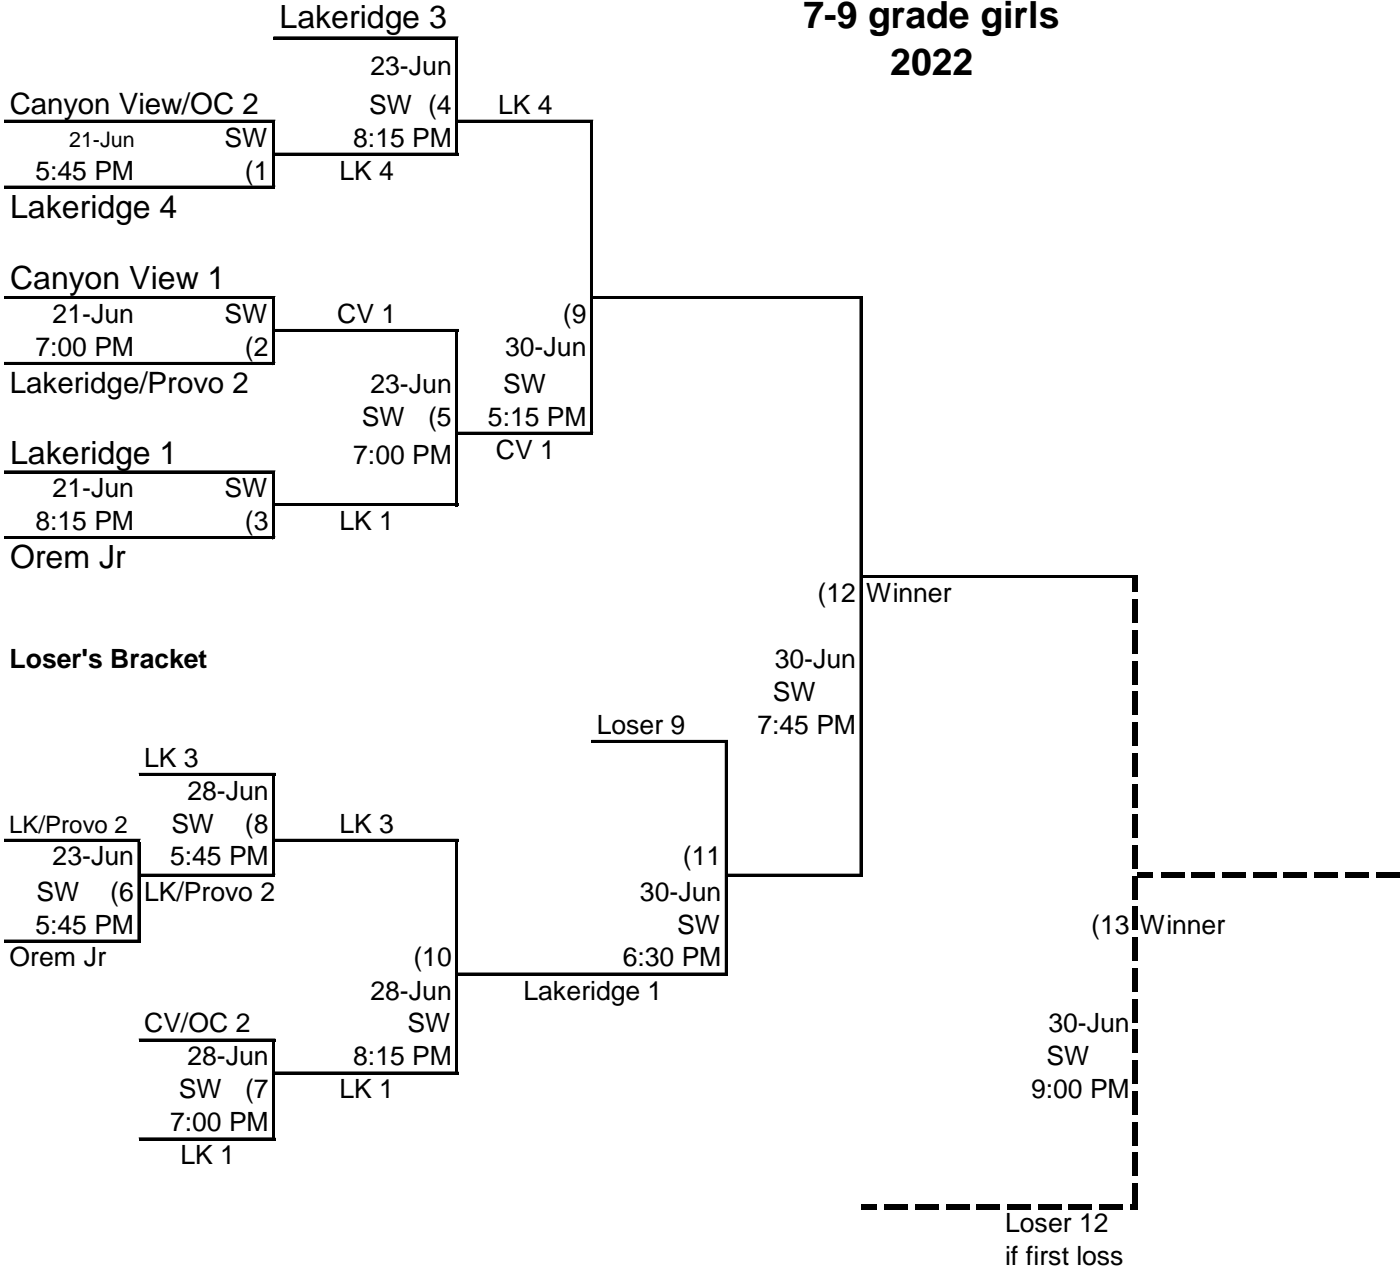 Lakeridge 3
7-9 grade girls
2022
23-Jun
Canyon View/OC 2
SW (4
LK 4
21-Jun SW
8:15 PM
5:45 PM (1
LK 4
Lakeridge 4
Canyon View 1
21-Jun SW
CV 1
(9
7:00 PM (2
30-Jun
Lakeridge/Provo 2
23-Jun
SW
SW (5
5:15 PM
Lakeridge 1
7:00 PM
CV 1
21-Jun SW
8:15 PM (3
LK 1
Orem Jr
(12
Winner
Loser's Bracket
30-Jun
SW
Loser 9
7:45 PM
LK 3
28-Jun
LK/Provo 2
SW (8
LK 3
23-Jun
5:45 PM
(11
SW (6
LK/Provo 2
30-Jun
5:45 PM
SW
(13
Winner
Orem Jr
(10
6:30 PM
28-Jun
Lakeridge 1
CV/OC 2
SW
30-Jun
28-Jun
8:15 PM
SW
SW (7
LK 1
9:00 PM
7:00 PM
LK 1
Loser 12
if first loss